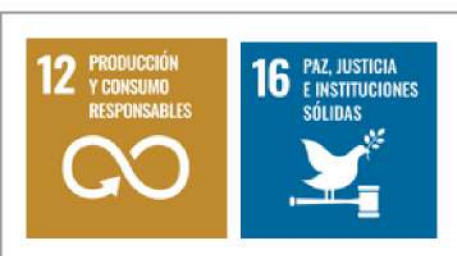 12 PRODUCCIÓN
Y CONSUMO
RESPONSABLES
16 PAZ, JUSTICIA
E INSTITUCIONES
SÓLIDAS